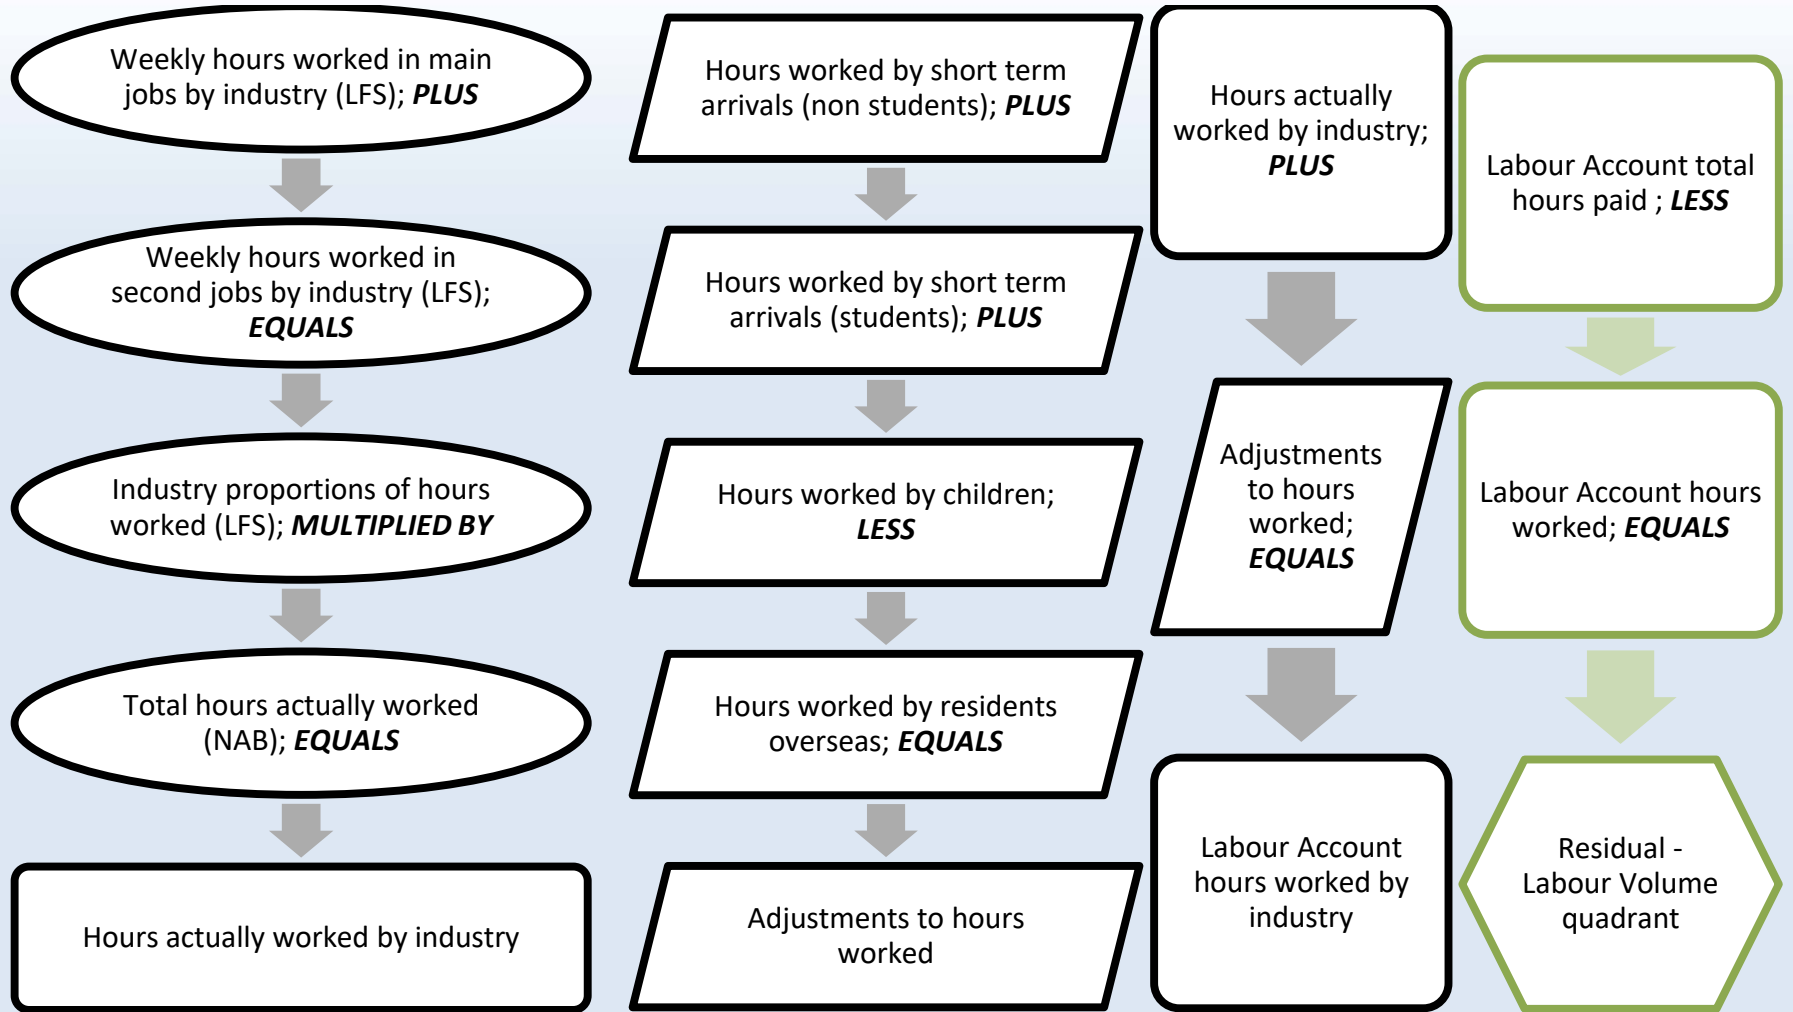 Weekly hours worked in main
jobs by industry (LFS); PLUS
Weekly hours worked in
second jobs by industry (LFS);
EQUALS
Industry proportions of hours
worked (LFS); MULTIPLIED BY
Total hours actually worked
(NAB); EQUALS
Hours actually worked by industry
Hours worked by short term
arrivals (non students); PLUS
Hours worked by short term
arrivals (students); PLUS
Hours worked by children;
LESS
Hours worked by residents
overseas; EQUALS
Adjustments to hours
worked
Hours actually
worked by industry;
PLUS
Adjustments
to hours
worked;
EQUALS
Labour Account
hours worked by
industry
Labour Account total
hours paid ; LESS
Labour Account hours
worked; EQUALS
Residual -
Labour Volume
quadrant